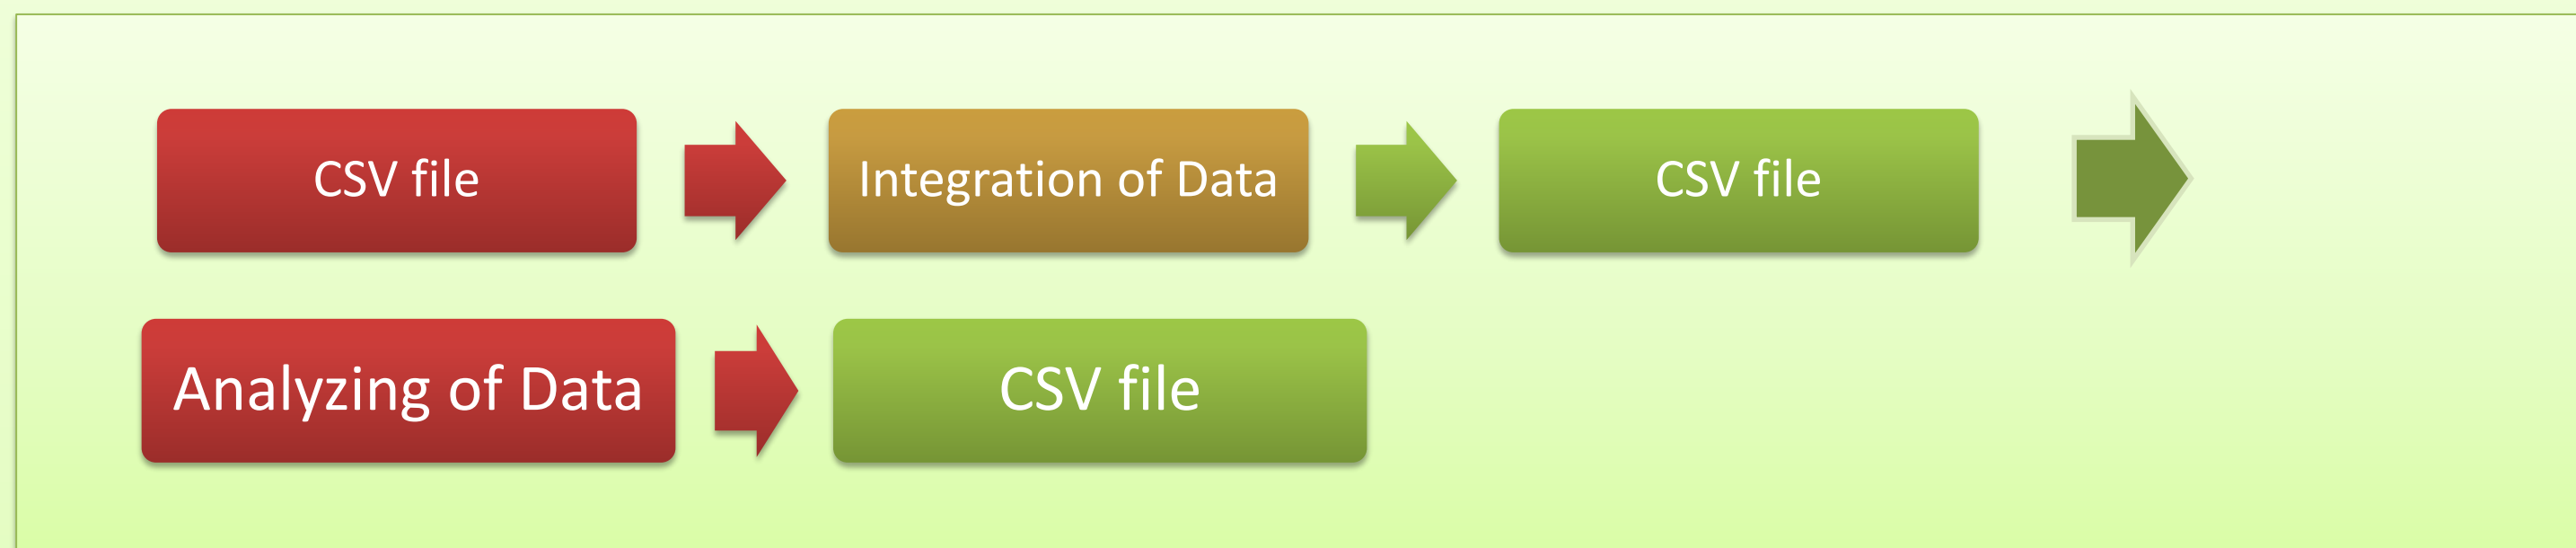 CSV file
Integration of Data
CSV file
Analyzing of Data
CSV file